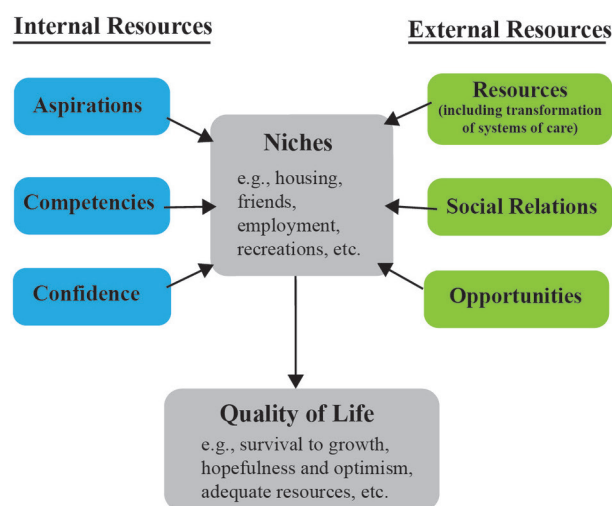 Internal Resources
External Resources
Aspirations
Competencies
Confidence
Niches
e.g., housing,
friends,
employment,
recreations, etc.
Resources
(including transformation
of systems of care)
Social Relations
Opportunities
Quality of Life
e.g., survival to growth,
hopefulness and optimism,
adequate resources, etc.